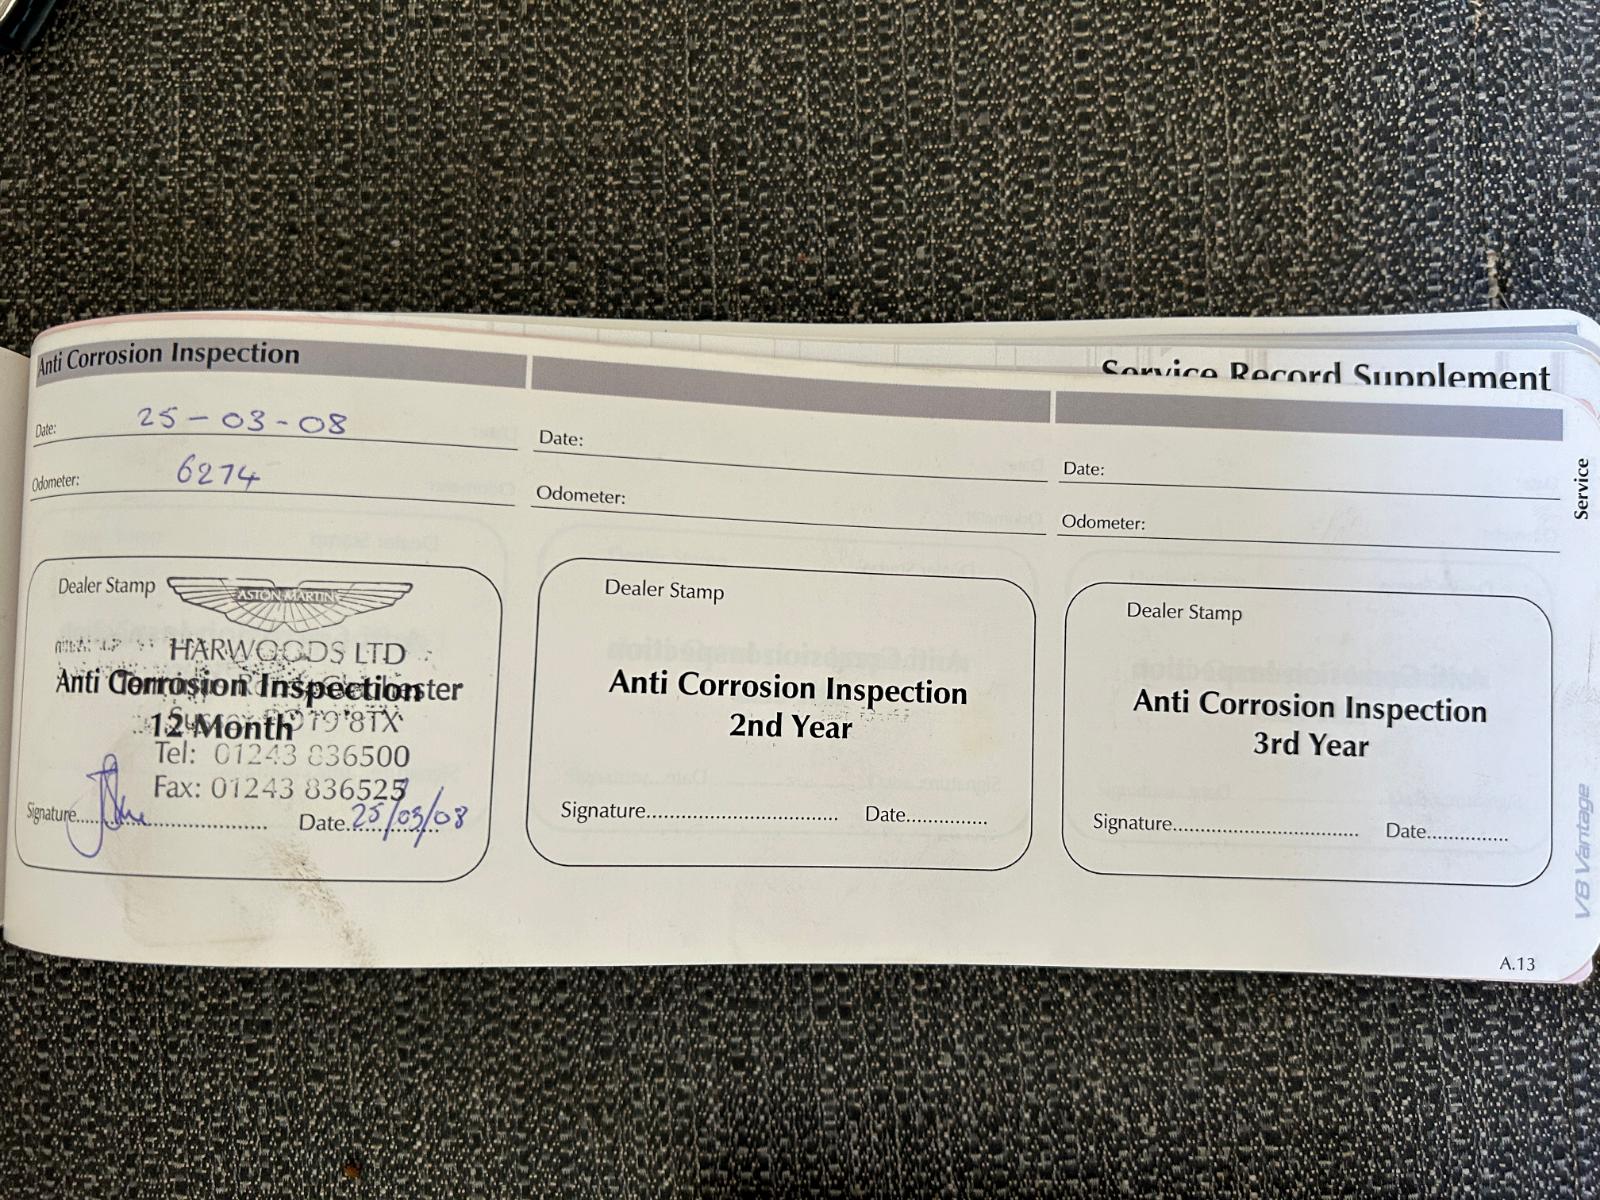 Service Record Supplement
Anti Corrosion Inspection
Date: 25-03-08
Odometer: 6274
Dealer Stamp
ASTON MARTIN
HARWOODS LTD
Anti Corrosion Inspection
12 Month
PO19 8TX
Tel: 01243 836500
Fax: 01243 836525
Signature.......... Date..25/03/08
Date:
Odometer:
Dealer Stamp
Anti Corrosion Inspection
2nd Year
Signature.......... Date..........
Date:
Odometer:
Dealer Stamp
Anti Corrosion Inspection
3rd Year
Signature.......... Date..........
Service
V8 Vantage
A.13